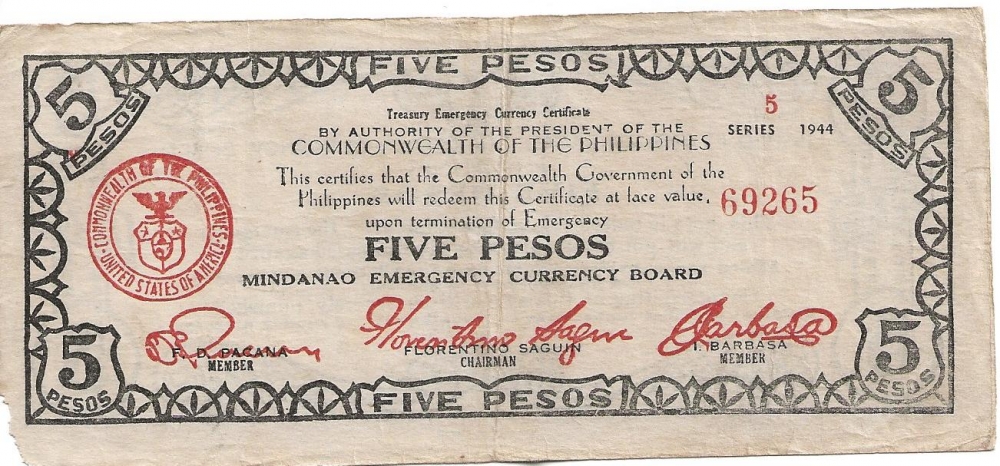 FIVE PESOS
5 PESOS
5 PESOS
Treasury Emergency Currency Certificate
5
BY AUTHORITY OF THE PRESIDENT OF THE
SERIES 1944
COMMONWEALTH OF THE PHILIPPINES
This certifies that the Commonwealth Government of the
Philippines will redeem this Certificate at face value,
69265
upon termination of Emergency
COMMONWEALTH OF THE PHILIPPINES
UNITED STATES OF AMERICA
FIVE PESOS
MINDANAO EMERGENCY CURRENCY BOARD
Florentino Saguin
I Barbasa
F. D. PACANA
FLORENTINO SAGUIN
I. BARBASA
MEMBER
CHAIRMAN
MEMBER
5 PESOS
5 PESOS
FIVE PESOS